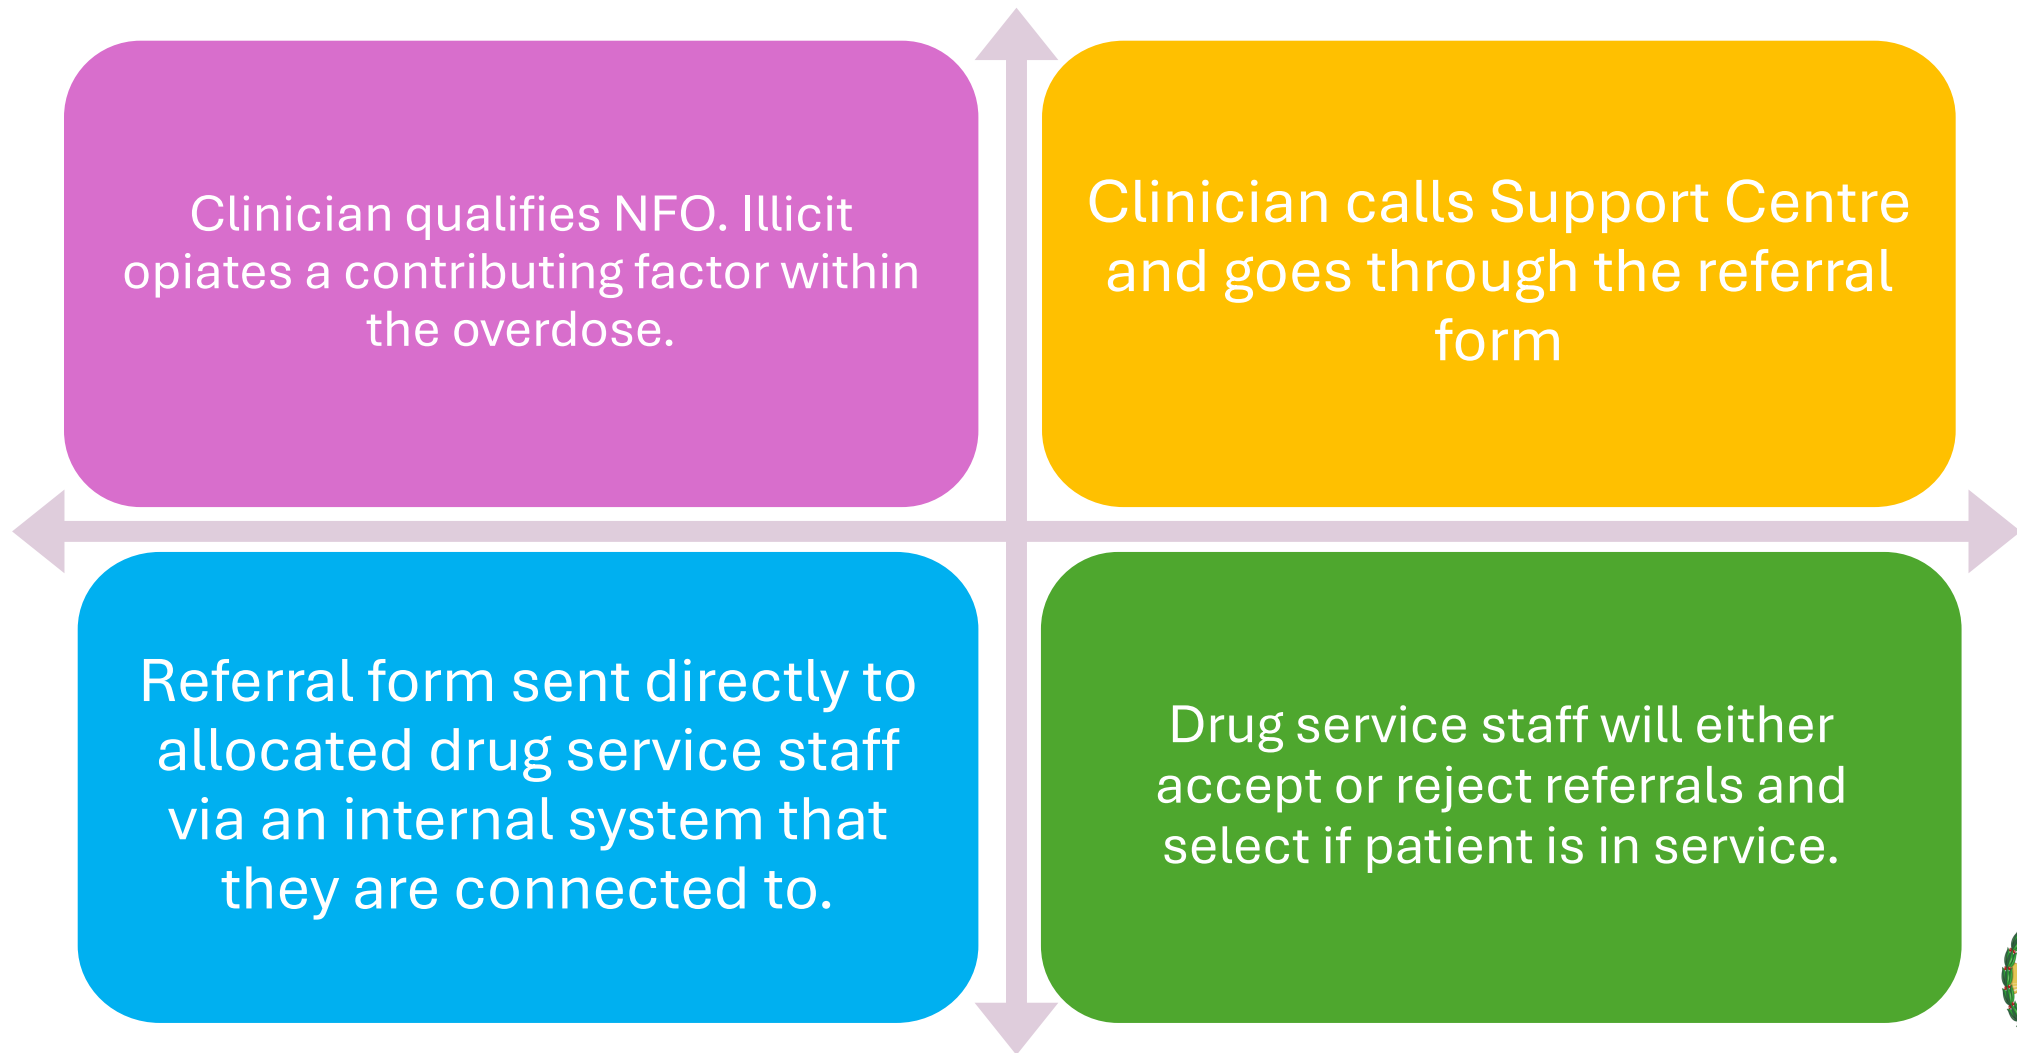 Clinician qualifies NFO. Illicit
opiates a contributing factor within
the overdose.
Clinician calls Support Centre
and goes through the referral
form
Referral form sent directly to
allocated drug service staff
via an internal system that
they are connected to.
Drug service staff will either
accept or reject referrals and
select if patient is in service.